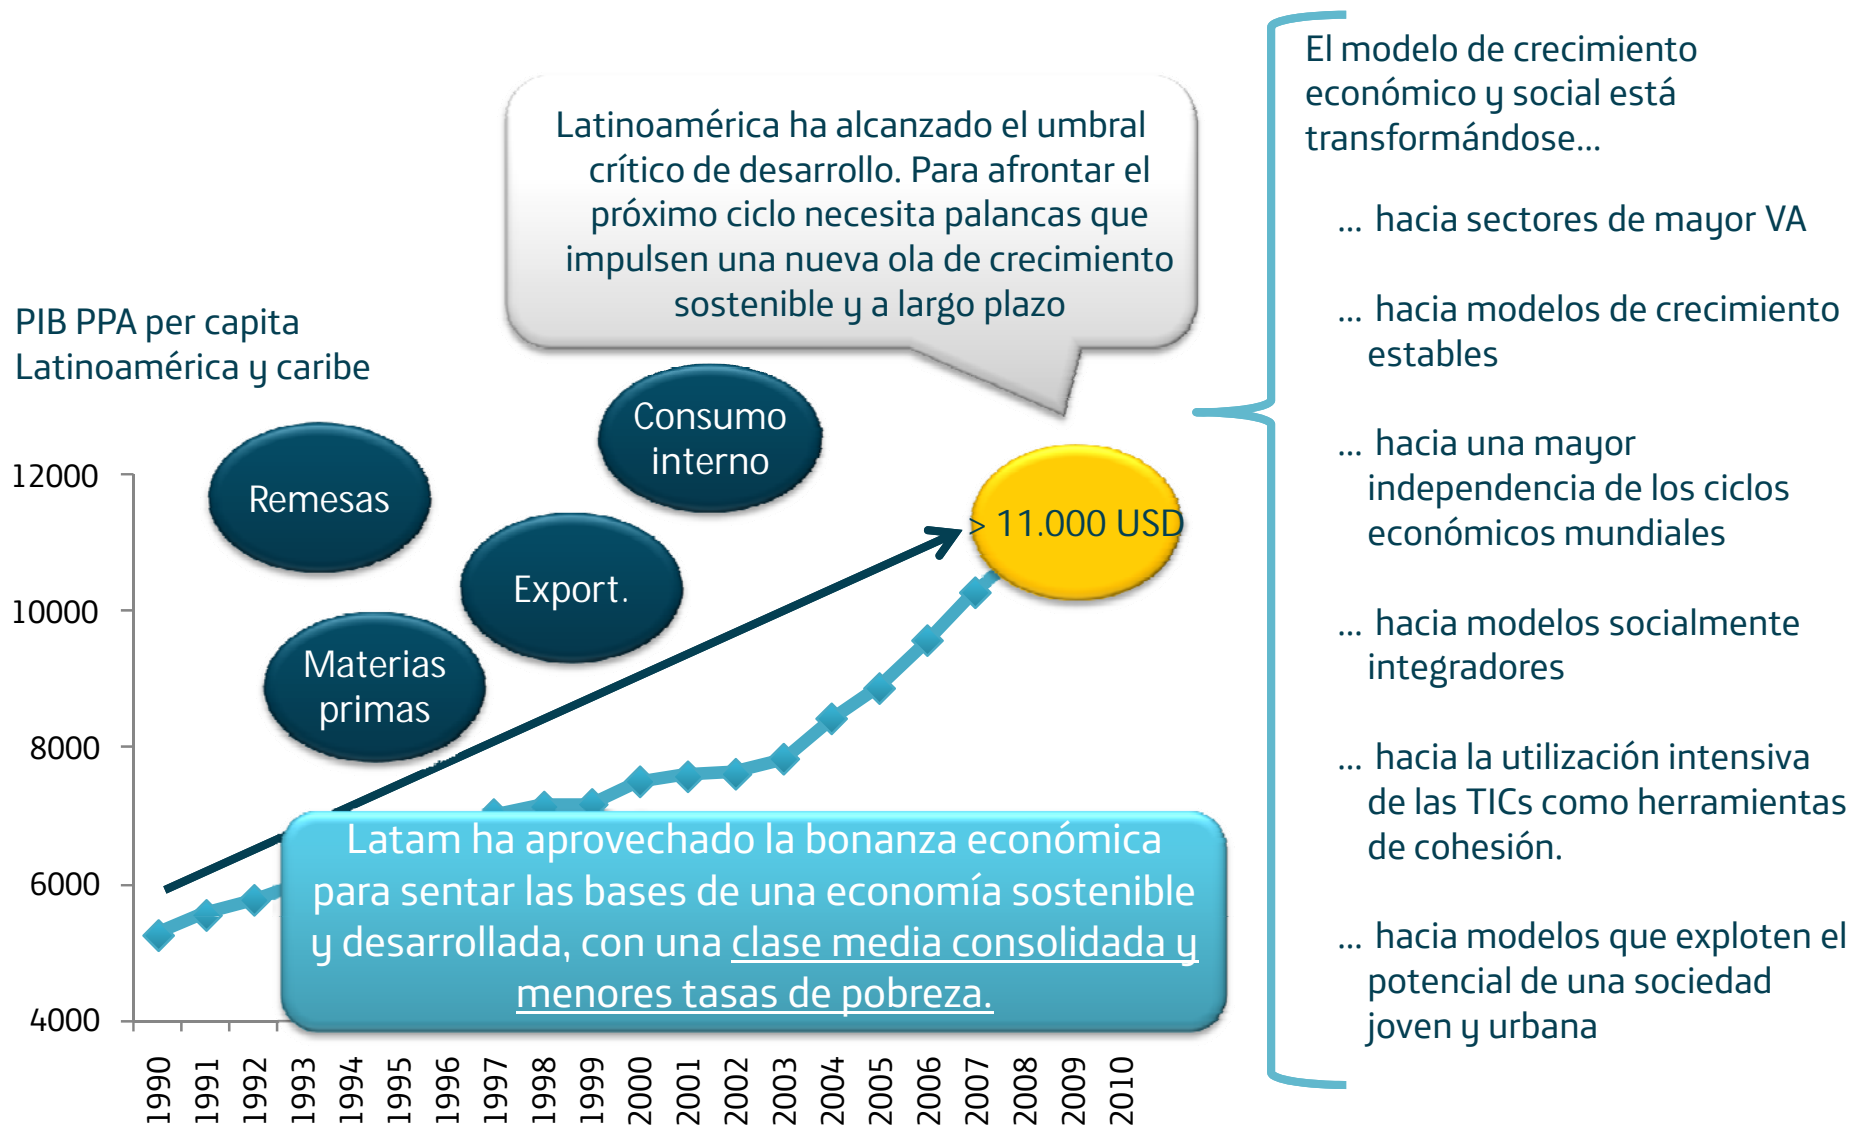 El modelo de crecimiento
económico y social está
transformándose...
... hacia sectores de mayor VA
... hacia modelos de crecimiento
estables
... hacia una mayor
independencia de los ciclos
económicos mundiales
... hacia modelos socialmente
integradores
... hacia la utilización intensiva
de las TICs como herramientas
de cohesión.
... hacia modelos que exploten el
potencial de una sociedad
joven y urbana
Latinoamérica ha alcanzado el umbral
crítico de desarrollo. Para afrontar el
próximo ciclo necesita palancas que
impulsen una nueva ola de crecimiento
sostenible y a largo plazo
PIB PPA per capita
Latinoamérica y caribe
Consumo
interno
Remesas
Export.
Materias
primas
> 11.000 USD
12000
10000
8000
6000
4000
Latam ha aprovechado la bonanza económica
para sentar las bases de una economía sostenible
y desarrollada, con una clase media consolidada y
menores tasas de pobreza.
1990
1991
1992
1993
1994
1995
1996
1997
1998
1999
2000
2001
2002
2003
2004
2005
2006
2007
2008
2009
2010